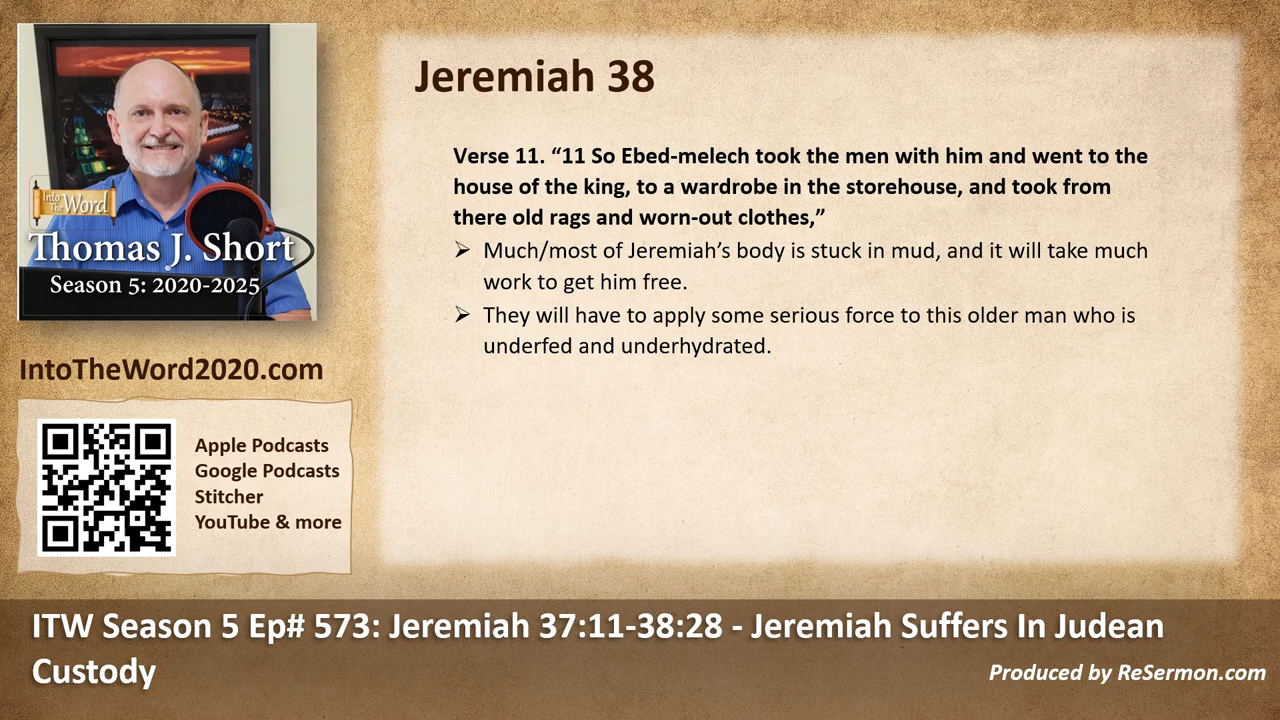 Into
The Word
Thomas J. Short
Season 5: 2020-2025
IntoTheWord2020.com
Apple Podcasts
Google Podcasts
Stitcher
YouTube & more
Jeremiah 38
Verse 11. “11 So Ebed-melech took the men with him and went to the
house of the king, to a wardrobe in the storehouse, and took from
there old rags and worn-out clothes,”
➢ Much/most of Jeremiah’s body is stuck in mud, and it will take much
work to get him free.
➢ They will have to apply some serious force to this older man who is
underfed and underhydrated.
ITW Season 5 Ep# 573: Jeremiah 37:11-38:28 - Jeremiah Suffers In Judean
Custody
Produced by ReSermon.com